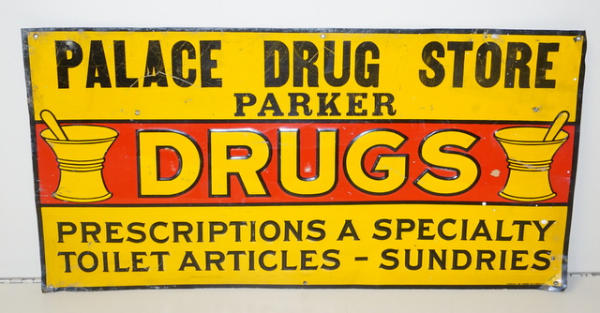 PALACE DRUG STORE
PARKER
DRUGS
PRESCRIPTIONS A SPECIALTY
TOILET ARTICLES – SUNDRIES